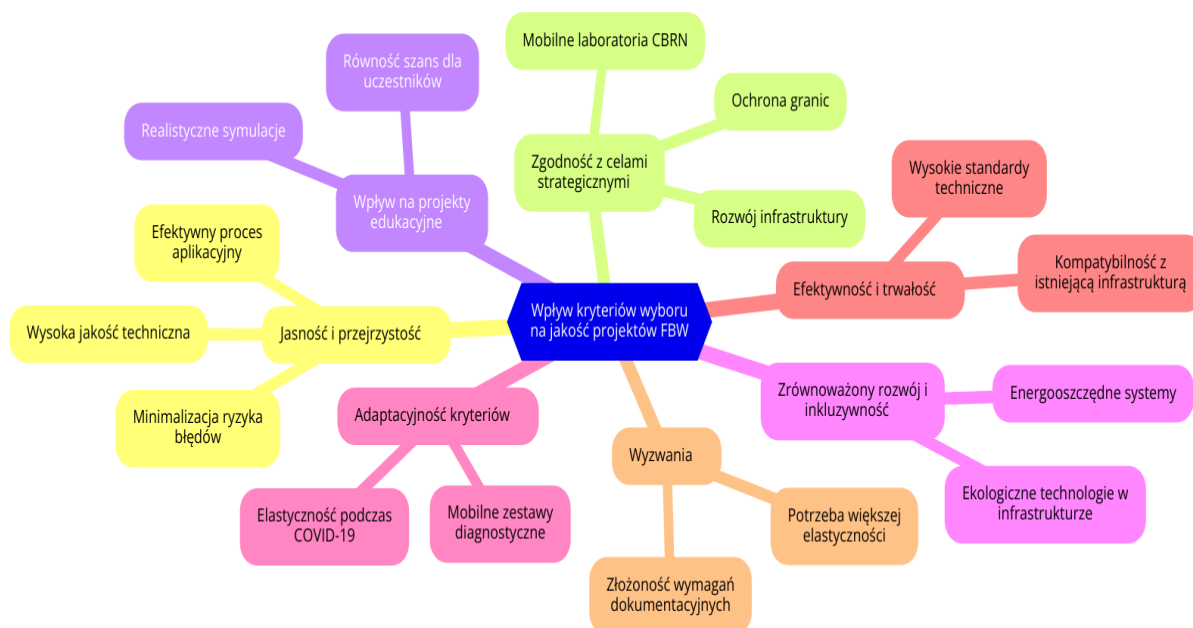 Mobilne laboratoria CBRN
Równość szans dla
uczestników
Ochrona granic
Realistyczne symulacje
Zgodność z celami
strategicznymi
Wysokie standardy
techniczne
Wpływ na projekty
edukacyjne
Rozwój infrastruktury
Efektywny proces
aplikacyjny
Kompatybilność z
istniejącą infrastrukturą
Efektywność i trwałość
Wpływ kryteriów wyboru
na jakość projektów FBW
Wysoka jakość techniczna
Jasność i przejrzystość
Zrównoważony rozwój i
inkluzywność
Energooszczędne systemy
Minimalizacja ryzyka
błędów
Adaptacyjność kryteriów
Wyzwania
Ekologiczne technologie w
infrastrukturze
Elastyczność podczas
COVID-19
Mobilne zestawy
diagnostyczne
Potrzeba większej
elastyczności
Złożoność wymagań
dokumentacyjnych